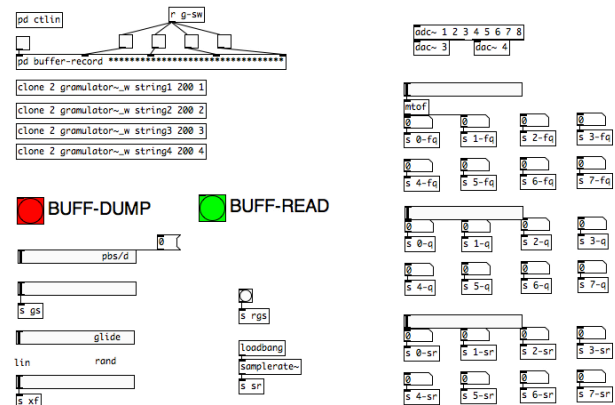 pd ctlin
r g-sw
pd buffer-record ****************************
clone 2 gramulator~_w string1 200 1
clone 2 gramulator~_w string2 200 2
clone 2 gramulator~_w string3 200 3
clone 2 gramulator~_w string4 200 4
BUFF-DUMP
BUFF-READ
0
pbs/d
s gs
s rgs
glide
loadbang
lin
rand
samplerate~
s sr
s xf
adc~ 1 2 3 4 5 6 7 8
dac~ 3
dac~ 4
mtof
0 0 0 0
s 0-fq s 1-fq s 2-fq s 3-fq
0 0 0 0
s 4-fq s 5-fq s 6-fq s 7-fq
0 0 0 0
s 0-q s 1-q s 2-q s 3-q
0 0 0 0
s 4-q s 5-q s 6-q s 7-q
0 0 0 0
s 0-sr s 1-sr s 2-sr s 3-sr
0 0 0 0
s 4-sr s 5-sr s 6-sr s 7-sr